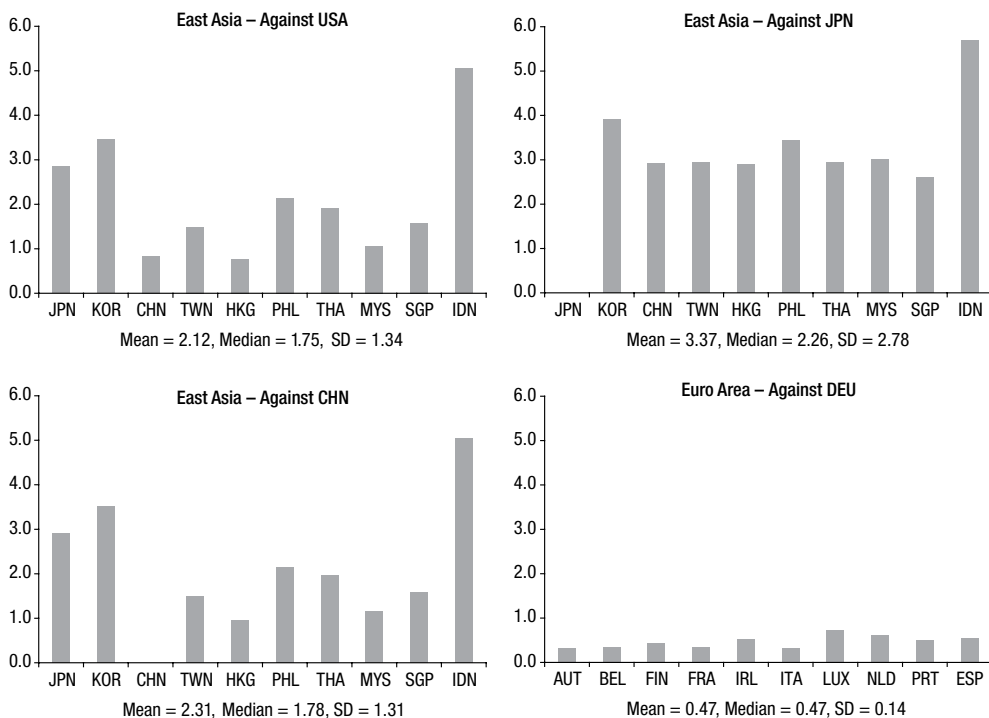 East Asia – Against USA
6.0
5.0
4.0
3.0
2.0
1.0
0.0
JPN KOR CHN TWN HKG PHL THA MYS SGP IDN
Mean = 2.12, Median = 1.75, SD = 1.34
East Asia – Against JPN
6.0
5.0
4.0
3.0
2.0
1.0
0.0
JPN KOR CHN TWN HKG PHL THA MYS SGP IDN
Mean = 3.37, Median = 2.26, SD = 2.78
East Asia – Against CHN
6.0
5.0
4.0
3.0
2.0
1.0
0.0
JPN KOR CHN TWN HKG PHL THA MYS SGP IDN
Mean = 2.31, Median = 1.78, SD = 1.31
Euro Area – Against DEU
6.0
5.0
4.0
3.0
2.0
1.0
0.0
AUT BEL FIN FRA IRL ITA LUX NLD PRT ESP
Mean = 0.47, Median = 0.47, SD = 0.14